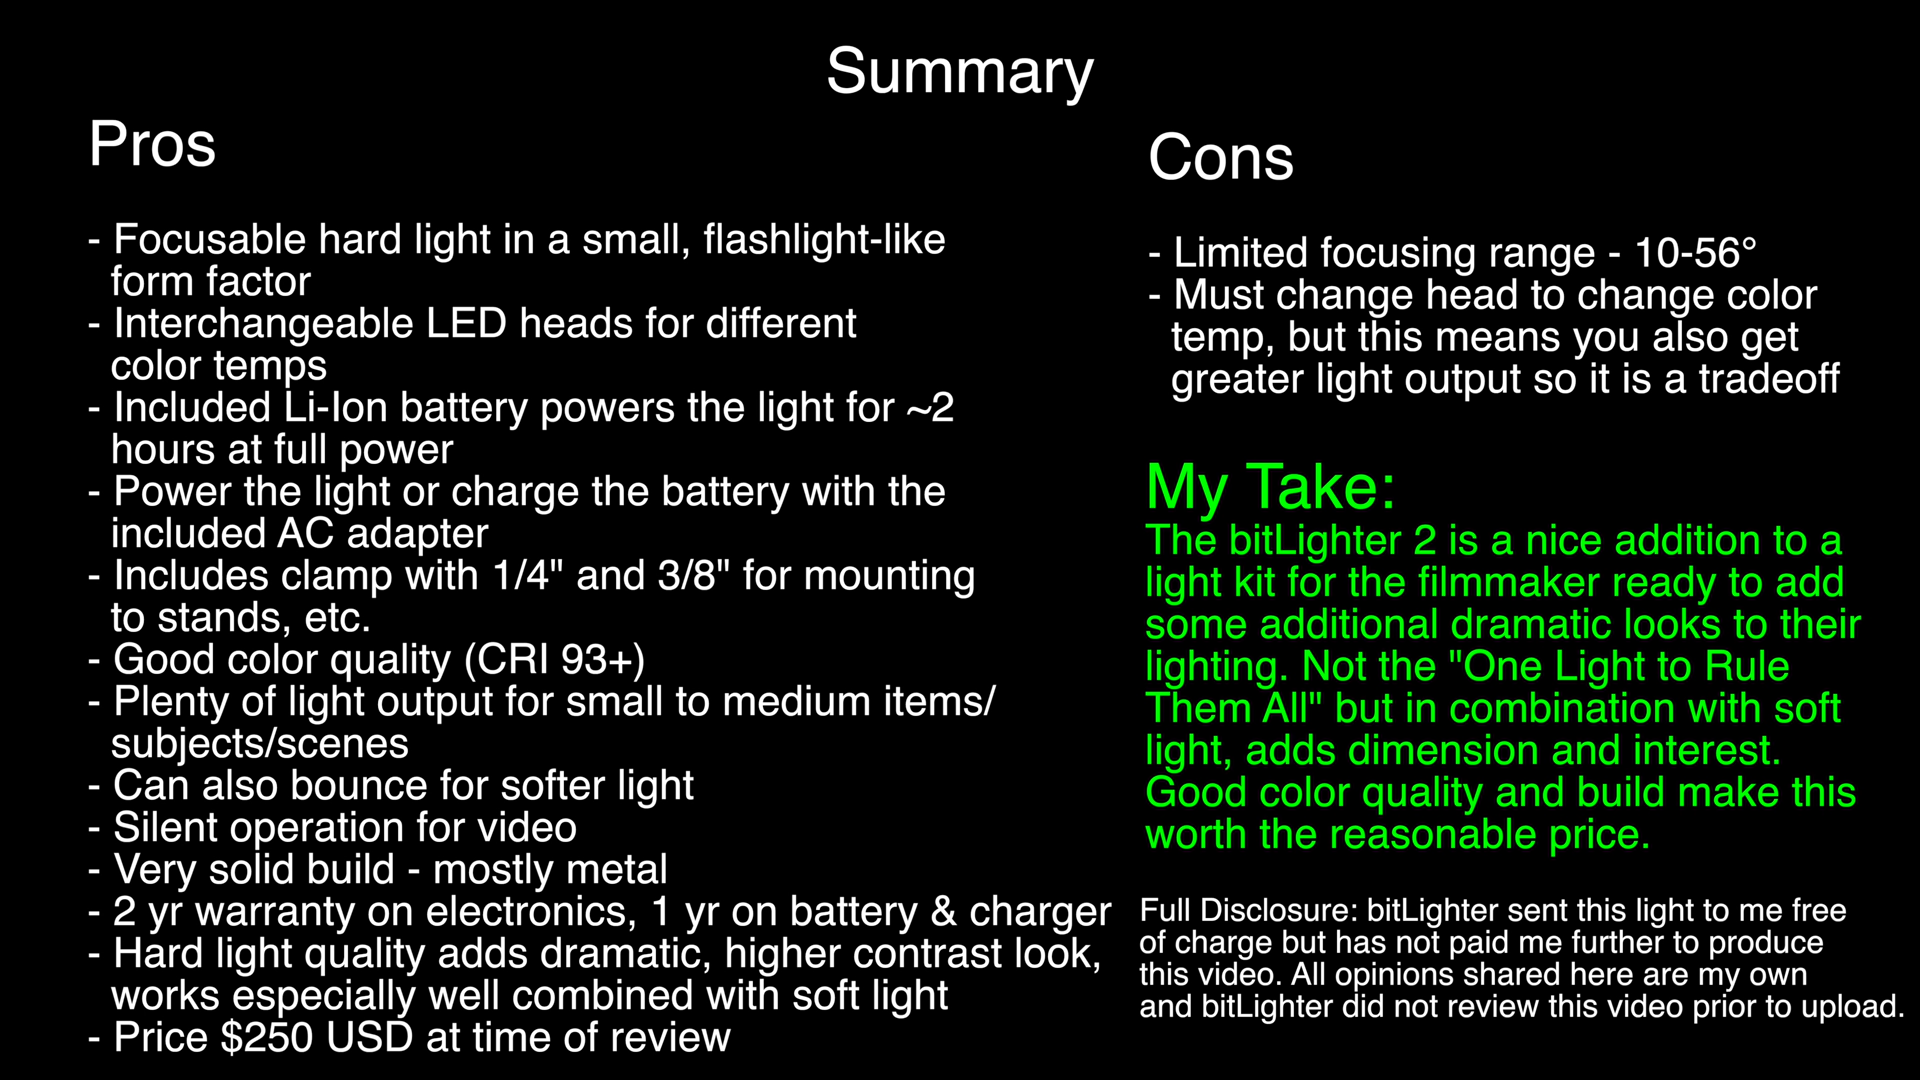 Summary
Pros
- Focusable hard light in a small, flashlight-like
form factor
- Interchangeable LED heads for different
color temps
- Included Li-Ion battery powers the light for ~2
hours at full power
- Power the light or charge the battery with the
included AC adapter
- Includes clamp with 1/4" and 3/8" for mounting
to stands, etc.
- Good color quality (CRI 93+)
- Plenty of light output for small to medium items/
subjects/scenes
- Can also bounce for softer light
- Silent operation for video
- Very solid build - mostly metal
- 2 yr warranty on electronics, 1 yr on battery & charger
- Hard light quality adds dramatic, higher contrast look,
works especially well combined with soft light
- Price $250 USD at time of review
Cons
- Limited focusing range - 10-56°
- Must change head to change color
temp, but this means you also get
greater light output so it is a tradeoff
My Take:
The bitLighter 2 is a nice addition to a
light kit for the filmmaker ready to add
some additional dramatic looks to their
lighting. Not the "One Light to Rule
Them All" but in combination with soft
light, adds dimension and interest.
Good color quality and build make this
worth the reasonable price.
Full Disclosure: bitLighter sent this light to me free
of charge but has not paid me further to produce
this video. All opinions shared here are my own
and bitLighter did not review this video prior to upload.